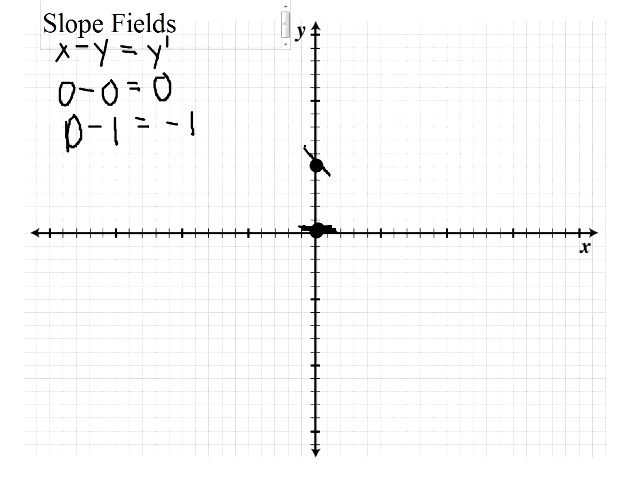 Slope Fields
x - y = y'
0 - 0 = 0
0 - 1 = -1
y
x